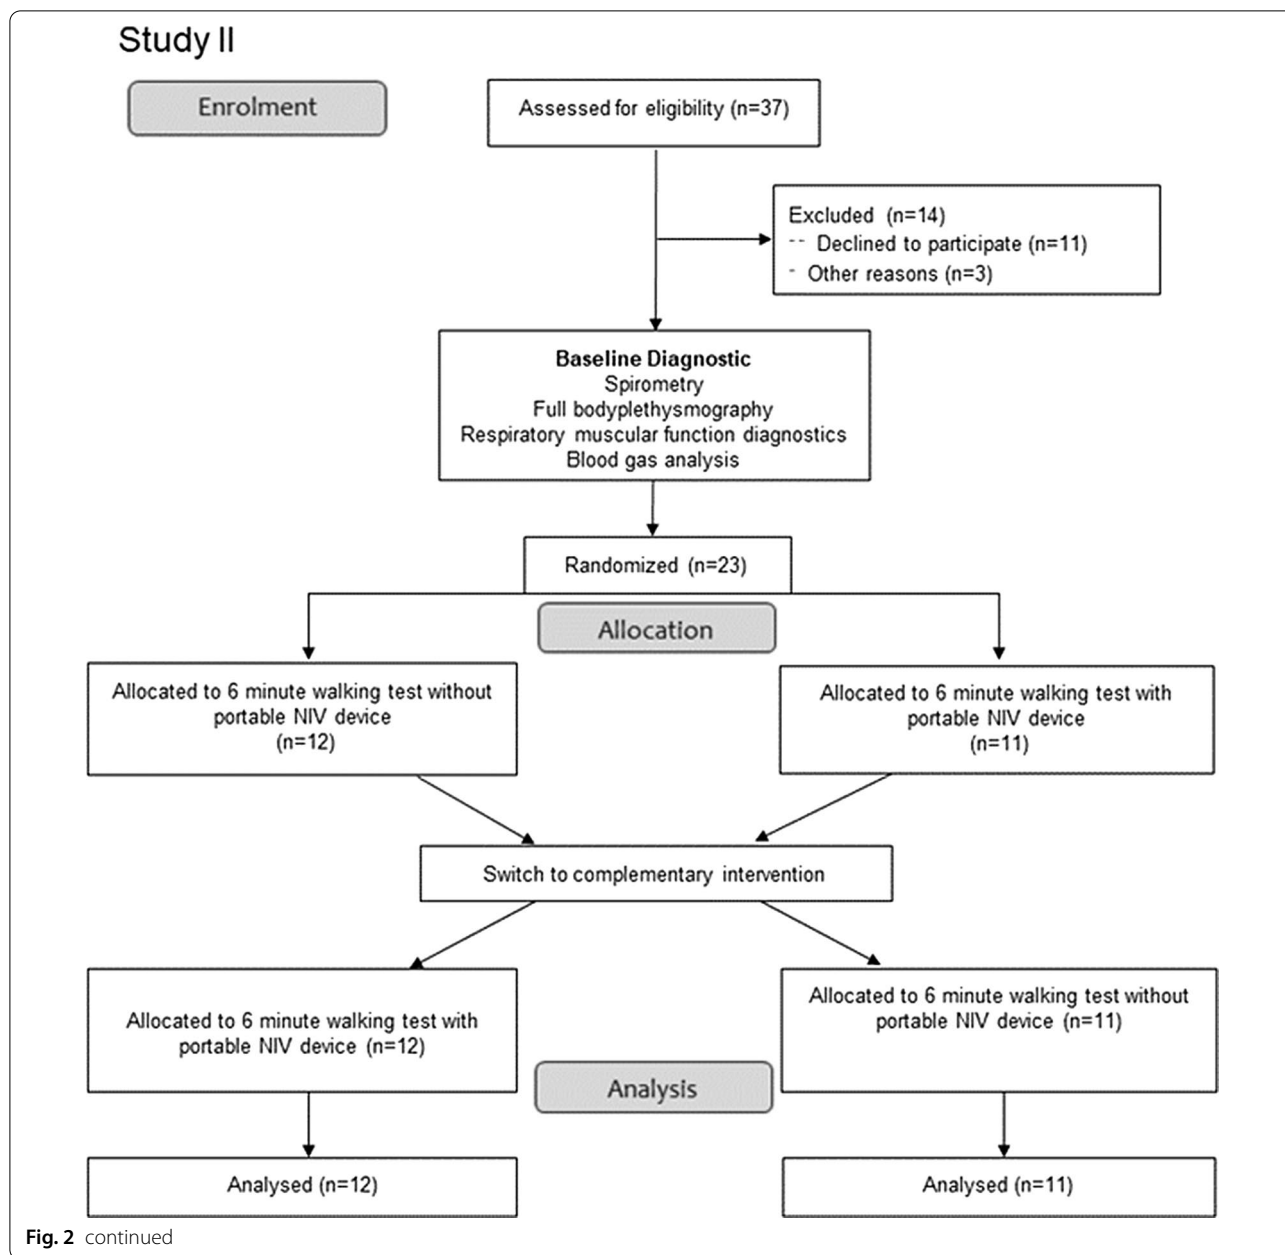 Study II
Enrolment
Assessed for eligibility (n=37)
Excluded (n=14)
-- Declined to participate (n=11)
- Other reasons (n=3)
Baseline Diagnostic
Spirometry
Full bodyplethysmography
Respiratory muscular function diagnostics
Blood gas analysis
Randomized (n=23)
Allocation
Allocated to 6 minute walking test without
portable NIV device
(n=12)
Allocated to 6 minute walking test with
portable NIV device
(n=11)
Switch to complementary intervention
Allocated to 6 minute walking test with
portable NIV device (n=12)
Allocated to 6 minute walking test without
portable NIV device (n=11)
Analysis
Analysed (n=12)
Analysed (n=11)
Fig. 2 continued